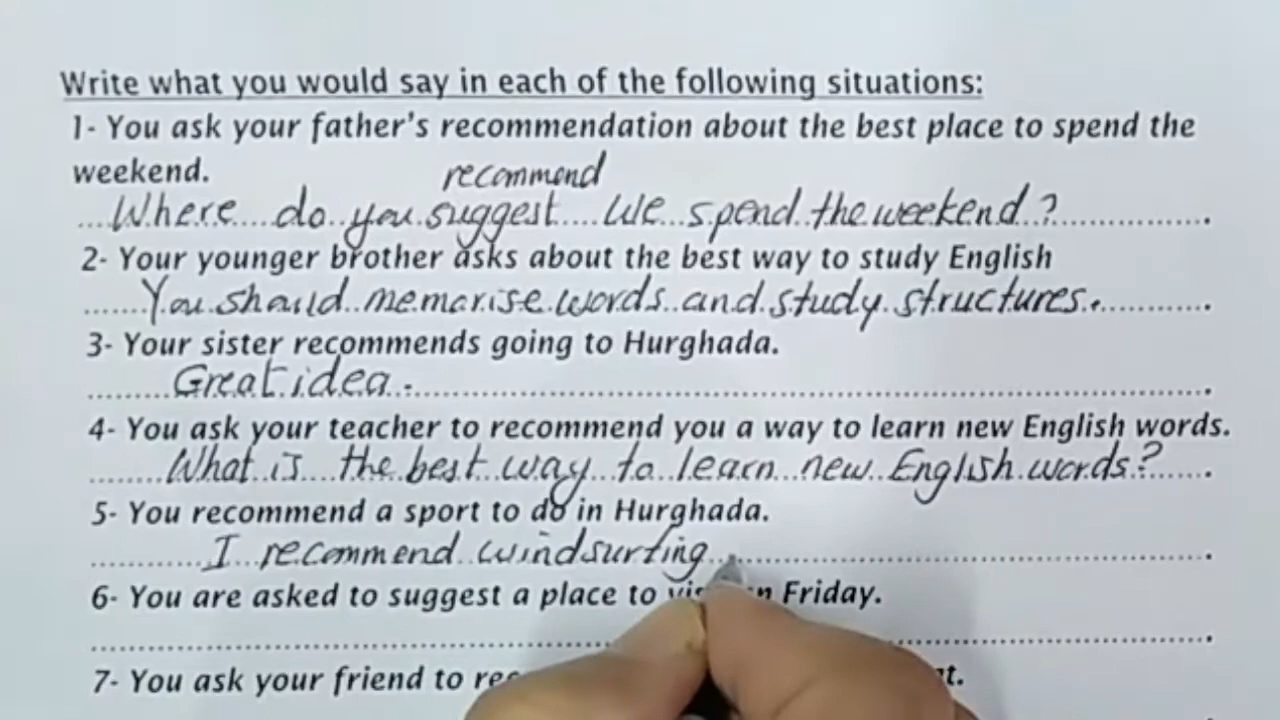 Write what you would say in each of the following situations:
1- You ask your father's recommendation about the best place to spend the
weekend.
recommend
Where do you suggest we spend the weekend?
2- Your younger brother asks about the best way to study English
You should memorise words and study structures.
3- Your sister recommends going to Hurghada.
Great idea.
4- You ask your teacher to recommend you a way to learn new English words.
What is the best way to learn new English words?
5- You recommend a sport to do in Hurghada.
I recommend windsurfing.
6- You are asked to suggest a place to Friday.
7- You ask your friend to